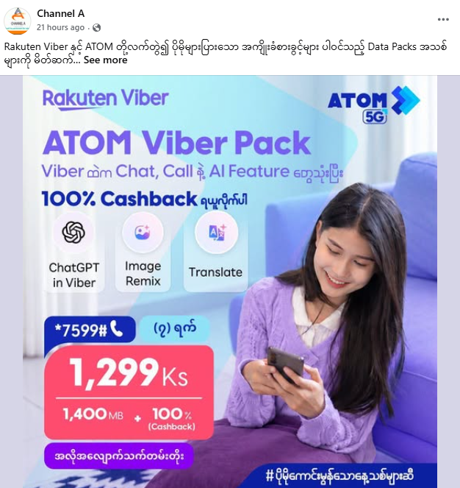 Channel A
21 hours ago ·
Rakuten Viber နှင့် ATOM တို့လက်တွဲ၍ ပိုမိုများပြားသော အကျိုးခံစားခွင့်များ ပါဝင်သည့် Data Packs အသစ်
များကို မိတ်ဆက်... See more
Rakuten Viber
ATOM
5G
ATOM Viber Pack
Viber ထဲက Chat, Call နဲ့ AI Feature တွေသုံးပြီး
100% Cashback ရယူလိုက်ပါ
ChatGPT
in Viber
Image
Remix
Translate
*7599#
(၇) ရက်
1,299 Ks
1,400 MB + 100%
(Cashback)
အလိုအလျောက်သက်တမ်းတိုး
#ပိုမိုကောင်းမွန်သောနေ့သစ်များဆီ